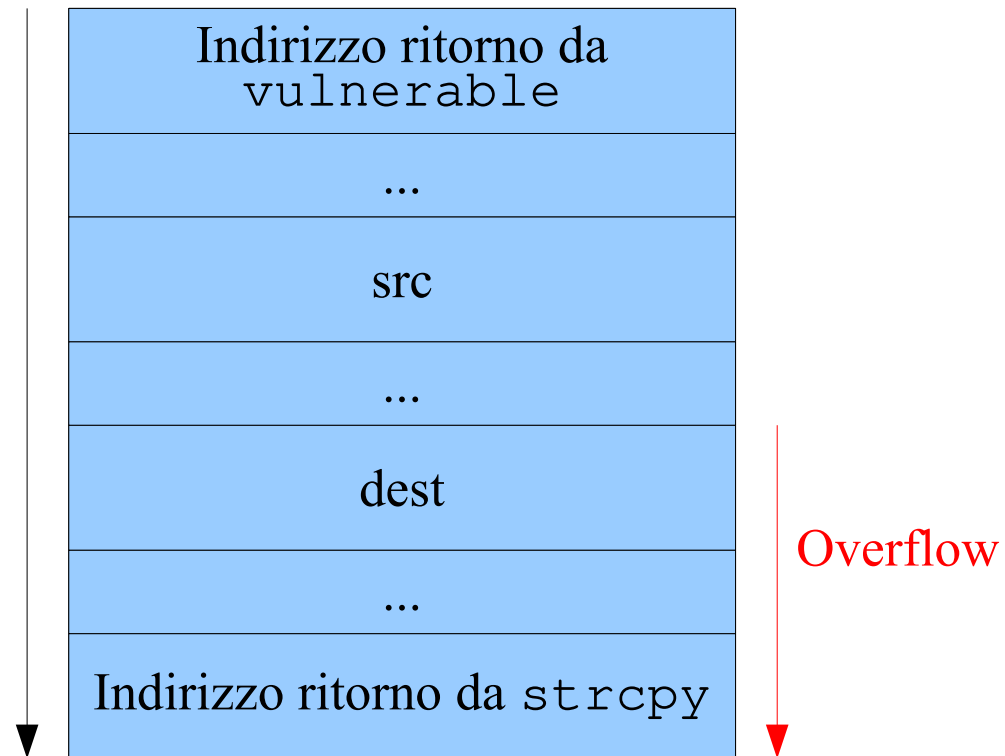 Indirizzo ritorno da
vulnerable
...
src
...
dest
Overflow
...
Indirizzo ritorno da strcpy